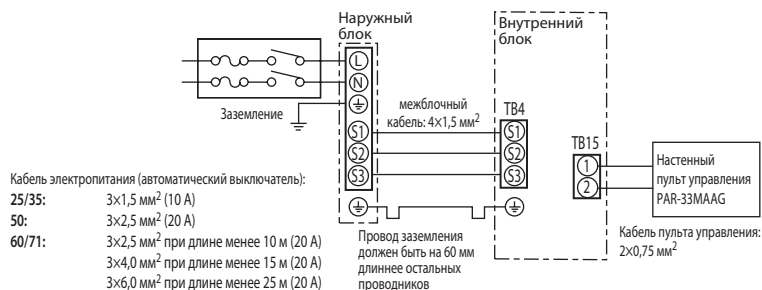 Наружный
блок
Внутренний
блок
L
N
Заземление
S1
S2
S3
межблочный
кабель: 4×1,5 мм²
TB4
S1
S2
S3
TB15
1
2
Настенный
пульт управления
PAR-33MAAG
Кабель пульта управления:
2×0,75 мм²
Провод заземления
должен быть на 60 мм
длиннее остальных
проводников
Кабель электропитания (автоматический выключатель):
25/35: 3×1,5 мм² (10 А)
50: 3×2,5 мм² (20 А)
60/71: 3×2,5 мм² при длине менее 10 м (20 А)
3×4,0 мм² при длине менее 15 м (20 А)
3×6,0 мм² при длине менее 25 м (20 А)